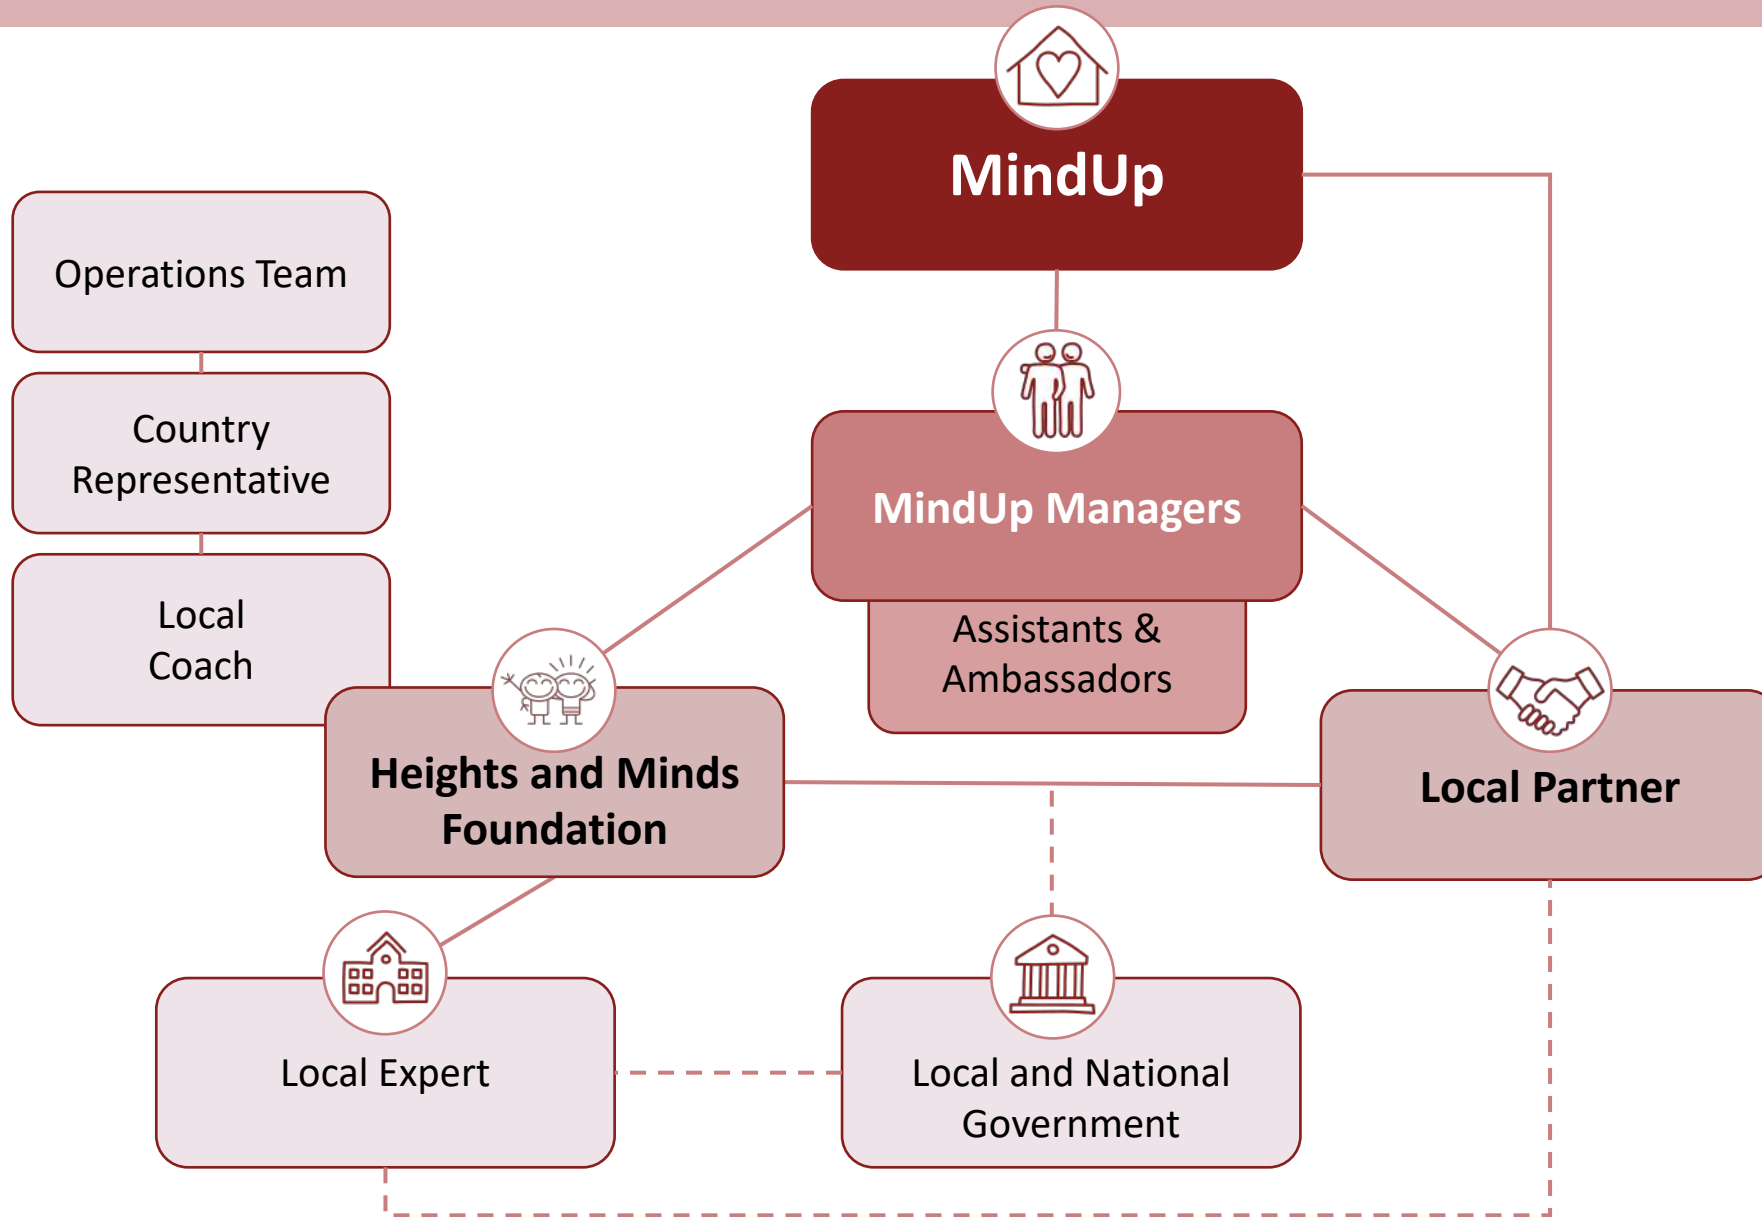 MindUp
Operations Team
Country
Representative
Local
Coach
MindUp Managers
Assistants &
Ambassadors
Heights and Minds
Foundation
Local Partner
Local Expert
Local and National
Government